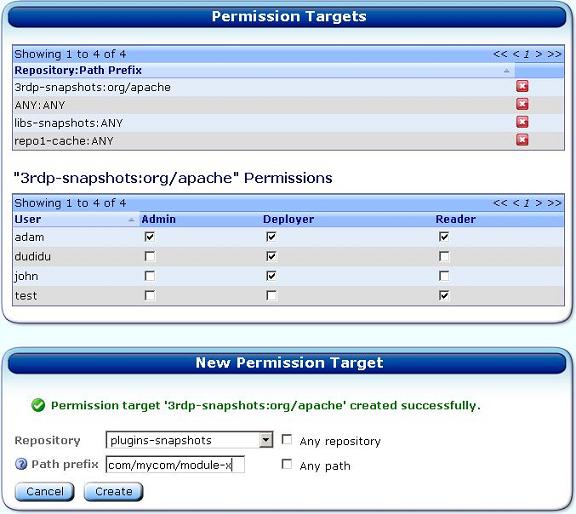 Permission Targets
Showing 1 to 4 of 4 << < 1 > >>
Repository:Path Prefix
3rdp-snapshots:org/apache
ANY:ANY
libs-snapshots:ANY
repo1-cache:ANY
"3rdp-snapshots:org/apache" Permissions
Showing 1 to 4 of 4 << < 1 > >>
User Admin Deployer Reader
adam
dudidu
john
test
New Permission Target
Permission target '3rdp-snapshots:org/apache' created successfully.
Repository plugins-snapshots Any repository
? Path prefix com/mycom/module-x Any path
Cancel Create